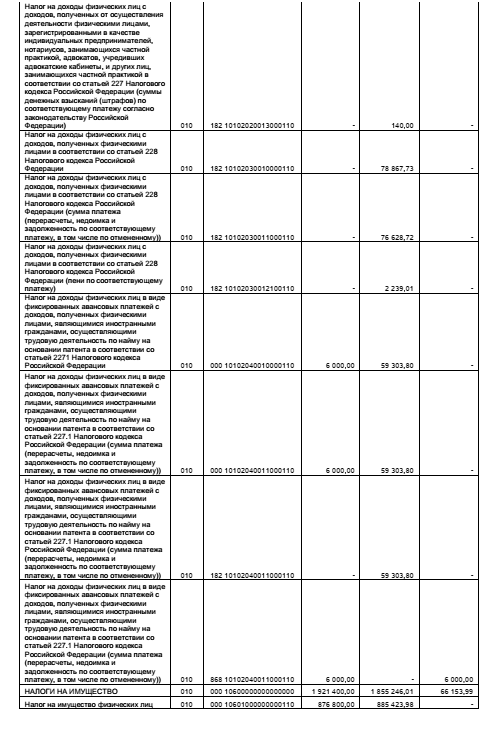 Налог на доходы физических лиц с
доходов, полученных от осуществления
деятельности физическими лицами,
зарегистрированными в качестве
индивидуальных предпринимателей,
нотариусов, занимающихся частной
практикой, адвокатов, учредивших
адвокатские кабинеты, и других лиц,
занимающихся частной практикой в
соответствии со статьей 227 Налогового
кодекса Российской Федерации (суммы
денежных взысканий (штрафов) по
соответствующему платежу согласно
законодательству Российской
Федерации) 010 182 10102020013000110 - 140,00 -
Налог на доходы физических лиц с
доходов, полученных физическими
лицами в соответствии со статьей 228
Налогового кодекса Российской
Федерации 010 182 10102030010000110 - 78 867,73 -
Налог на доходы физических лиц с
доходов, полученных физическими
лицами в соответствии со статьей 228
Налогового кодекса Российской
Федерации (сумма платежа
(перерасчеты, недоимка и
задолженность по соответствующему
платежу, в том числе по отмененному)) 010 182 10102030011000110 - 76 628,72 -
Налог на доходы физических лиц с
доходов, полученных физическими
лицами в соответствии со статьей 228
Налогового кодекса Российской
Федерации (пени по соответствующему
платежу) 010 182 10102030012100110 - 2 239,01 -
Налог на доходы физических лиц в виде
фиксированных авансовых платежей с
доходов, полученных физическими
лицами, являющимися иностранными
гражданами, осуществляющими
трудовую деятельность по найму на
основании патента в соответствии со
статьей 2271 Налогового кодекса
Российской Федерации 010 000 10102040010000110 6 000,00 59 303,80 -
Налог на доходы физических лиц в виде
фиксированных авансовых платежей с
доходов, полученных физическими
лицами, являющимися иностранными
гражданами, осуществляющими
трудовую деятельность по найму на
основании патента в соответствии со
статьей 227.1 Налогового кодекса
Российской Федерации (сумма платежа
(перерасчеты, недоимка и
задолженность по соответствующему
платежу, в том числе по отмененному)) 010 000 10102040011000110 6 000,00 59 303,80 -
Налог на доходы физических лиц в виде
фиксированных авансовых платежей с
доходов, полученных физическими
лицами, являющимися иностранными
гражданами, осуществляющими
трудовую деятельность по найму на
основании патента в соответствии со
статьей 227.1 Налогового кодекса
Российской Федерации (сумма платежа
(перерасчеты, недоимка и
задолженность по соответствующему
платежу, в том числе по отмененному)) 010 182 10102040011000110 - 59 303,80 -
Налог на доходы физических лиц в виде
фиксированных авансовых платежей с
доходов, полученных физическими
лицами, являющимися иностранными
гражданами, осуществляющими
трудовую деятельность по найму на
основании патента в соответствии со
статьей 227.1 Налогового кодекса
Российской Федерации (сумма платежа
(перерасчеты, недоимка и
задолженность по соответствующему
платежу, в том числе по отмененному)) 010 868 10102040011000110 6 000,00 - 6 000,00
НАЛОГИ НА ИМУЩЕСТВО 010 000 10600000000000000 1 921 400,00 1 855 246,01 66 153,99
Налог на имущество физических лиц 010 000 10601000000000110 876 800,00 885 423,98 -